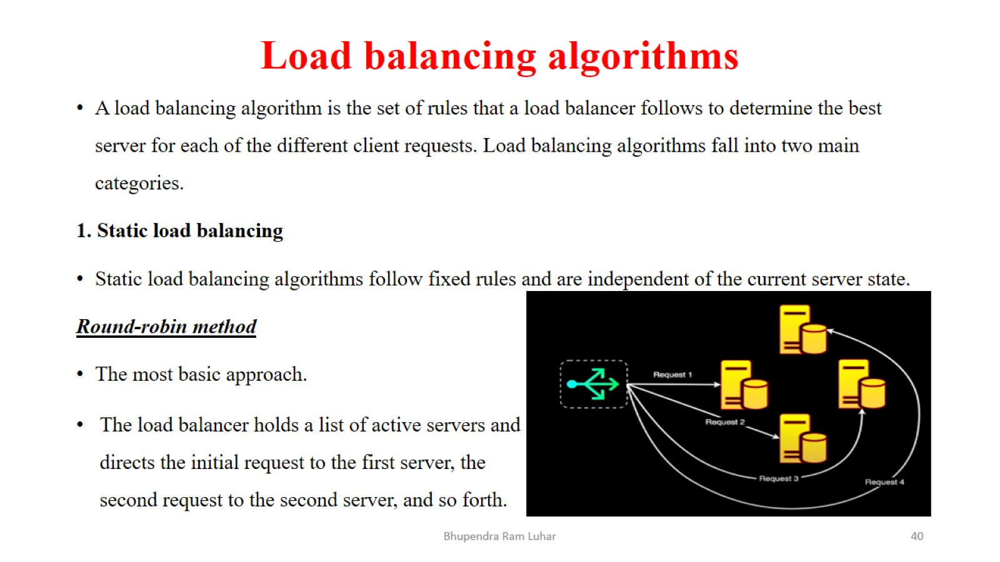 Load balancing algorithms
• A load balancing algorithm is the set of rules that a load balancer follows to determine the best
server for each of the different client requests. Load balancing algorithms fall into two main
categories.
1. Static load balancing
• Static load balancing algorithms follow fixed rules and are independent of the current server state.
Round-robin method
• The most basic approach.
• The load balancer holds a list of active servers and
directs the initial request to the first server, the
second request to the second server, and so forth.
Request 1
Request 2
Request 3
Request 4
Bhupendra Ram Luhar
40